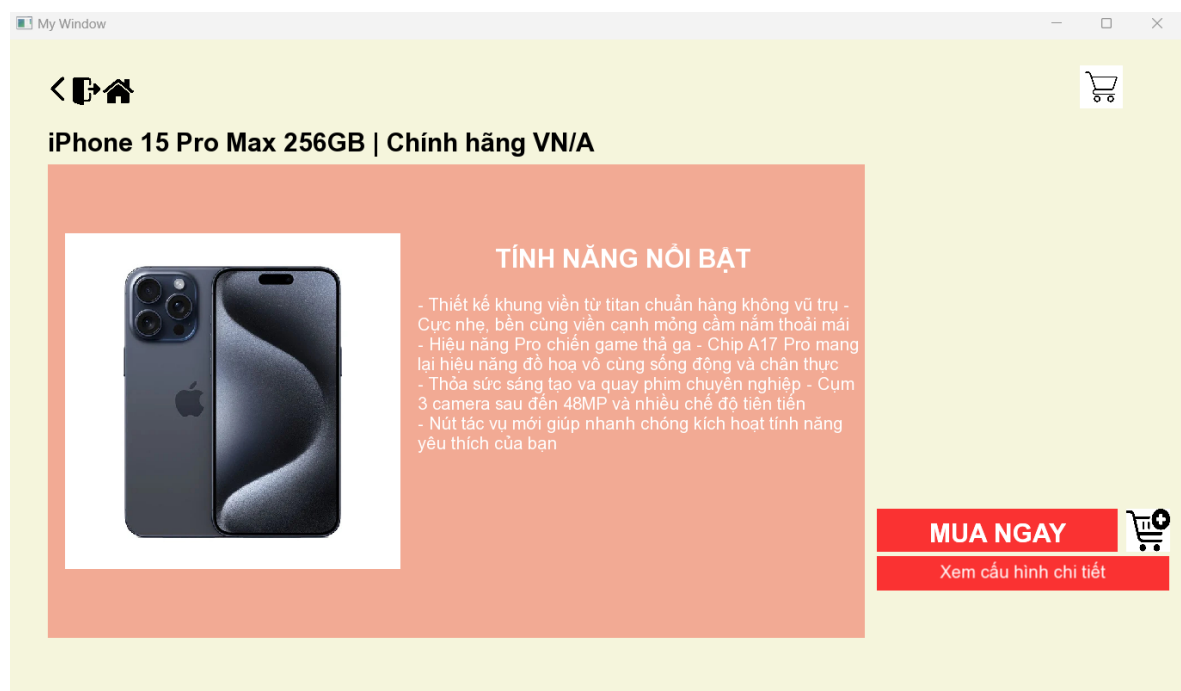 My Window
iPhone 15 Pro Max 256GB | Chính hãng VN/A
TÍNH NĂNG NỔI BẬT
- Thiết kế khung viền từ titan chuẩn hàng không vũ trụ -
Cực nhẹ, bền cùng viền cạnh mỏng cầm nắm thoải mái
- Hiệu năng Pro chiến game thả ga - Chip A17 Pro mang
lại hiệu năng đồ hoạ vô cùng sống động và chân thực
- Thỏa sức sáng tạo va quay phim chuyên nghiệp - Cụm
3 camera sau đến 48MP và nhiều chế độ tiên tiến
- Nút tác vụ mới giúp nhanh chóng kích hoạt tính năng
yêu thích của bạn
MUA NGAY
Xem cấu hình chi tiết